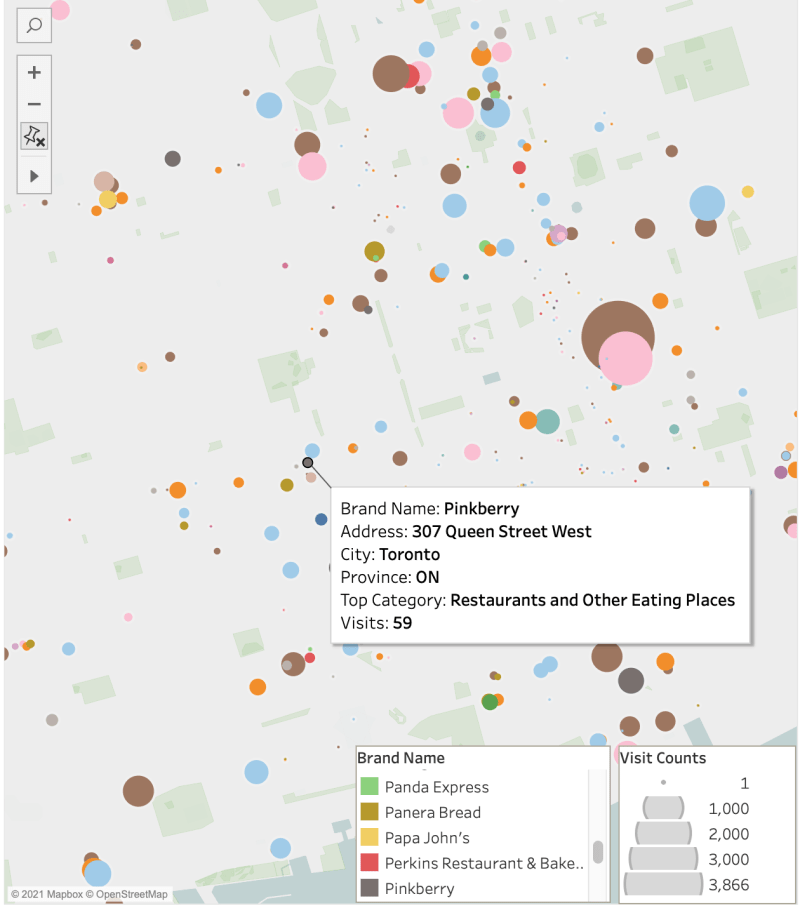 Brand Name: Pinkberry
Address: 307 Queen Street West
City: Toronto
Province: ON
Top Category: Restaurants and Other Eating Places
Visits: 59
Brand Name
Panda Express
Panera Bread
Papa John's
Perkins Restaurant & Bake..
Pinkberry
Visit Counts
1
1,000
2,000
3,000
3,866
© 2021 Mapbox © OpenStreetMap